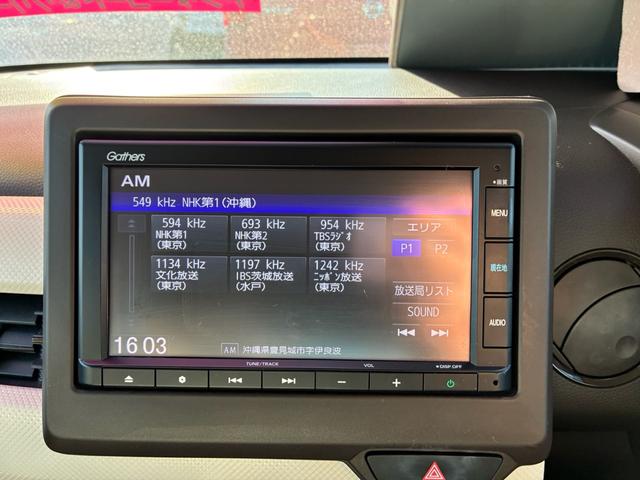 Gathers
AM
549 kHz NHK第1(沖縄)
594 kHz
NHK第1
(東京)
693 kHz
NHK第2
(東京)
954 kHz
TBSラジオ
(東京)
エリア
P1 P2
1134 kHz
文化放送
(東京)
1197 kHz
IBS茨城放送
(水戸)
1242 kHz
ニッポン放送
(東京)
放送局リスト
SOUND
16 03
AM 沖縄県豊見城市字伊良波
画質
MENU
現在地
AUDIO
TUNE/TRACK
VOL
DISP OFF